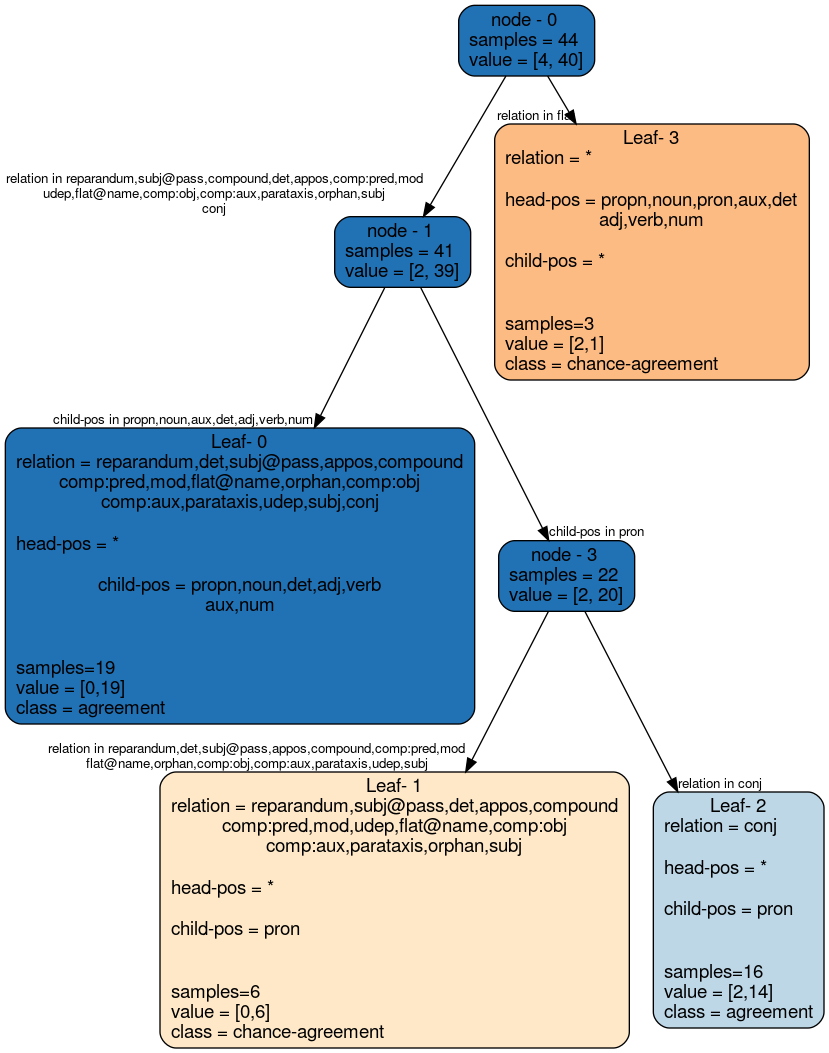 node - 0
samples = 44
value = [4, 40]
relation in fla
Leaf- 3
relation = *
head-pos = propn,noun,pron,aux,det
adj,verb,num
child-pos = *
samples=3
value = [2,1]
class = chance-agreement
relation in reparandum,subj@pass,compound,det,appos,comp:pred,mod
udep,flat@name,comp:obj,comp:aux,parataxis,orphan,subj
conj
node - 1
samples = 41
value = [2, 39]
child-pos in propn,noun,aux,det,adj,verb,num
Leaf- 0
relation = reparandum,det,subj@pass,appos,compound
comp:pred,mod,flat@name,orphan,comp:obj
comp:aux,parataxis,udep,subj,conj
head-pos = *
child-pos = propn,noun,det,adj,verb
aux,num
samples=19
value = [0,19]
class = agreement
child-pos in pron
node - 3
samples = 22
value = [2, 20]
relation in reparandum,det,subj@pass,appos,compound,comp:pred,mod
flat@name,orphan,comp:obj,comp:aux,parataxis,udep,subj
Leaf- 1
relation = reparandum,subj@pass,det,appos,compound
comp:pred,mod,udep,flat@name,comp:obj
comp:aux,parataxis,orphan,subj
head-pos = *
child-pos = pron
samples=6
value = [0,6]
class = chance-agreement
relation in conj
Leaf- 2
relation = conj
head-pos = *
child-pos = pron
samples=16
value = [2,14]
class = agreement